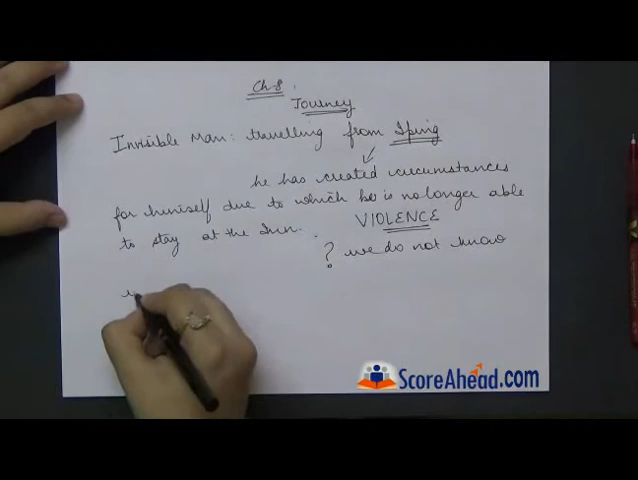 Ch 8.
Journey
Invisible Man: travelling from Iping
he has created circumstances
for himself due to which he is no longer able
to stay at the Inn.
VIOLENCE
? we do not know
ScoreAhead.com